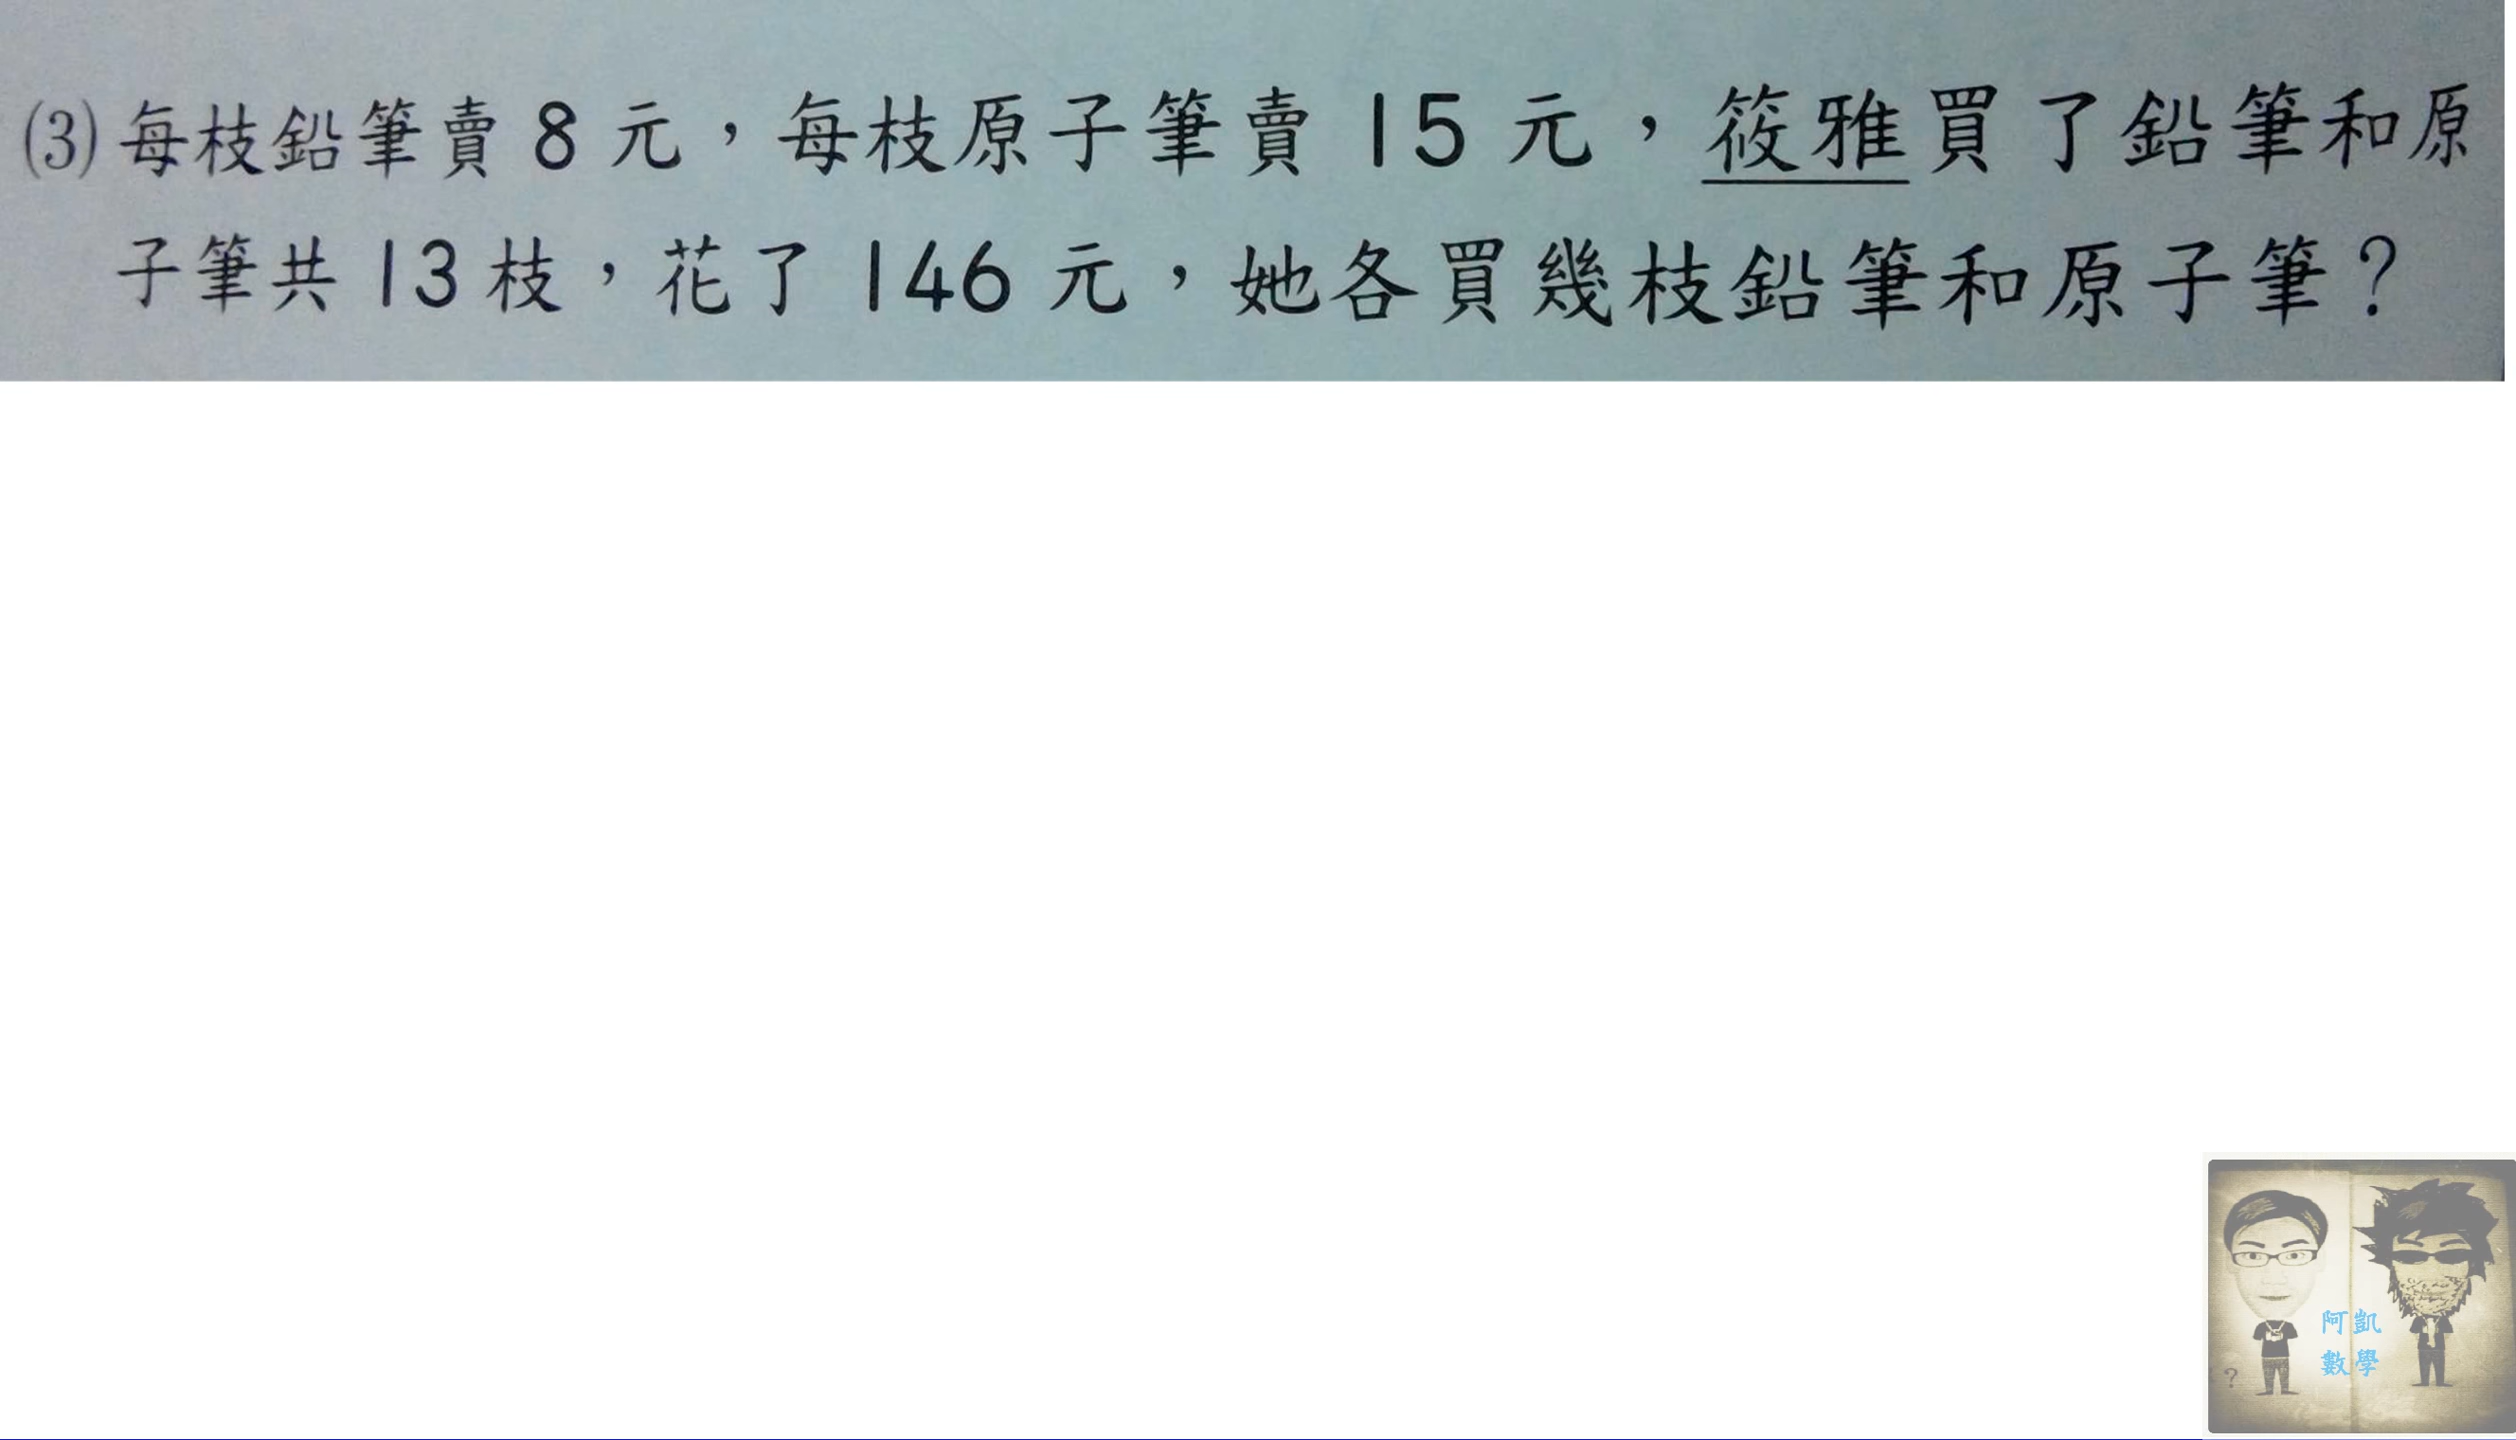 (3)每枝鉛筆賣 8 元，每枝原子筆賣 15 元，筱雅買了鉛筆和原
子筆共 13 枝，花了 146 元，她各買幾枝鉛筆和原子筆？
阿凱
數學
?